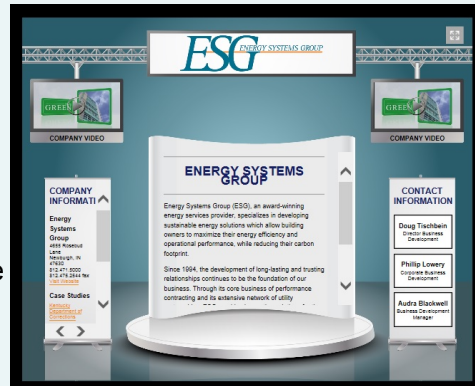 ESG ENERGY SYSTEMS GROUP
GREEN
COMPANY VIDEO
GREEN
COMPANY VIDEO
ENERGY SYSTEMS
GROUP
Energy Systems Group (ESG), an award-winning
energy services provider, specializes in developing
sustainable energy solutions which allow building
owners to maximize their energy efficiency and
operational performance, while reducing their carbon
footprint.
Since 1994, the development of long-lasting and trusting
relationships continues to be the foundation of our
business. Through its core business of performance
contracting and its extensive network of utility
COMPANY
INFORMATI
Energy
Systems
Group
4655 Rosebud
Lane
Newburgh, IN
47630
812.471.5000
Visit Website
Case Studies
Kentucky
Department of
Corrections
CONTACT
INFORMATION
Doug Tischbein
Director Business
Development
Phillip Lowery
Corporate Business
Development
Audra Blackwell
Business Development
Manager
e